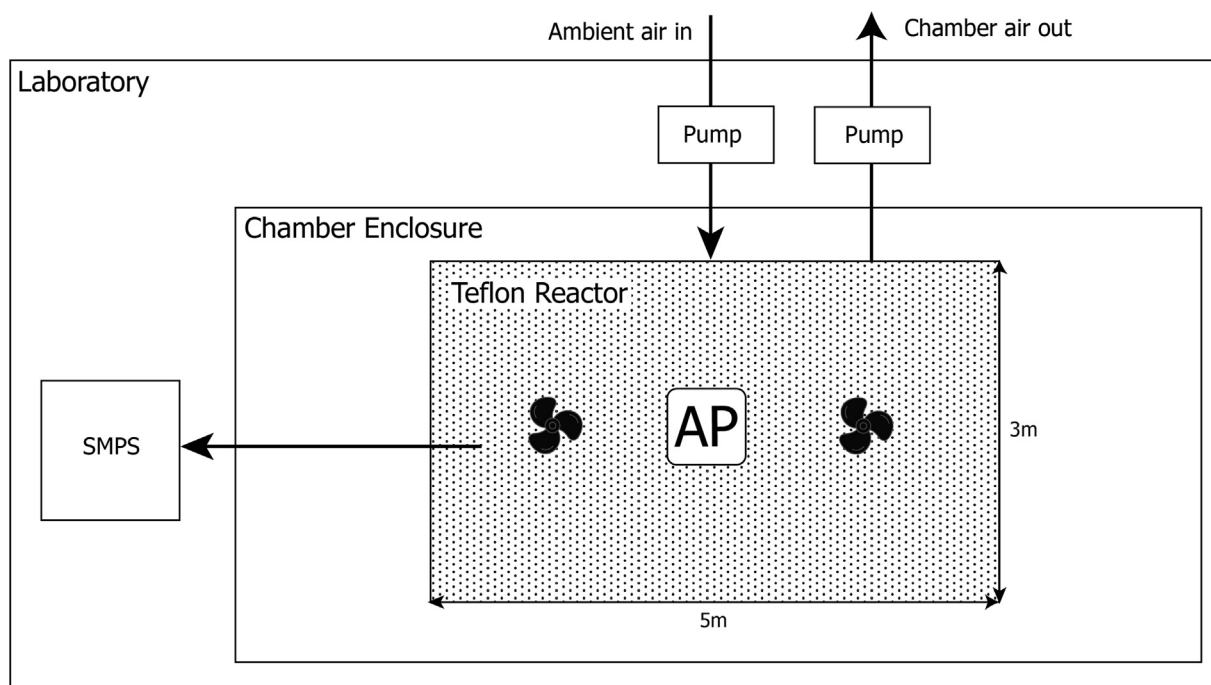 Ambient air in
Chamber air out
Laboratory
Pump
Pump
Chamber Enclosure
Teflon Reactor
AP
3m
SMPS
5m